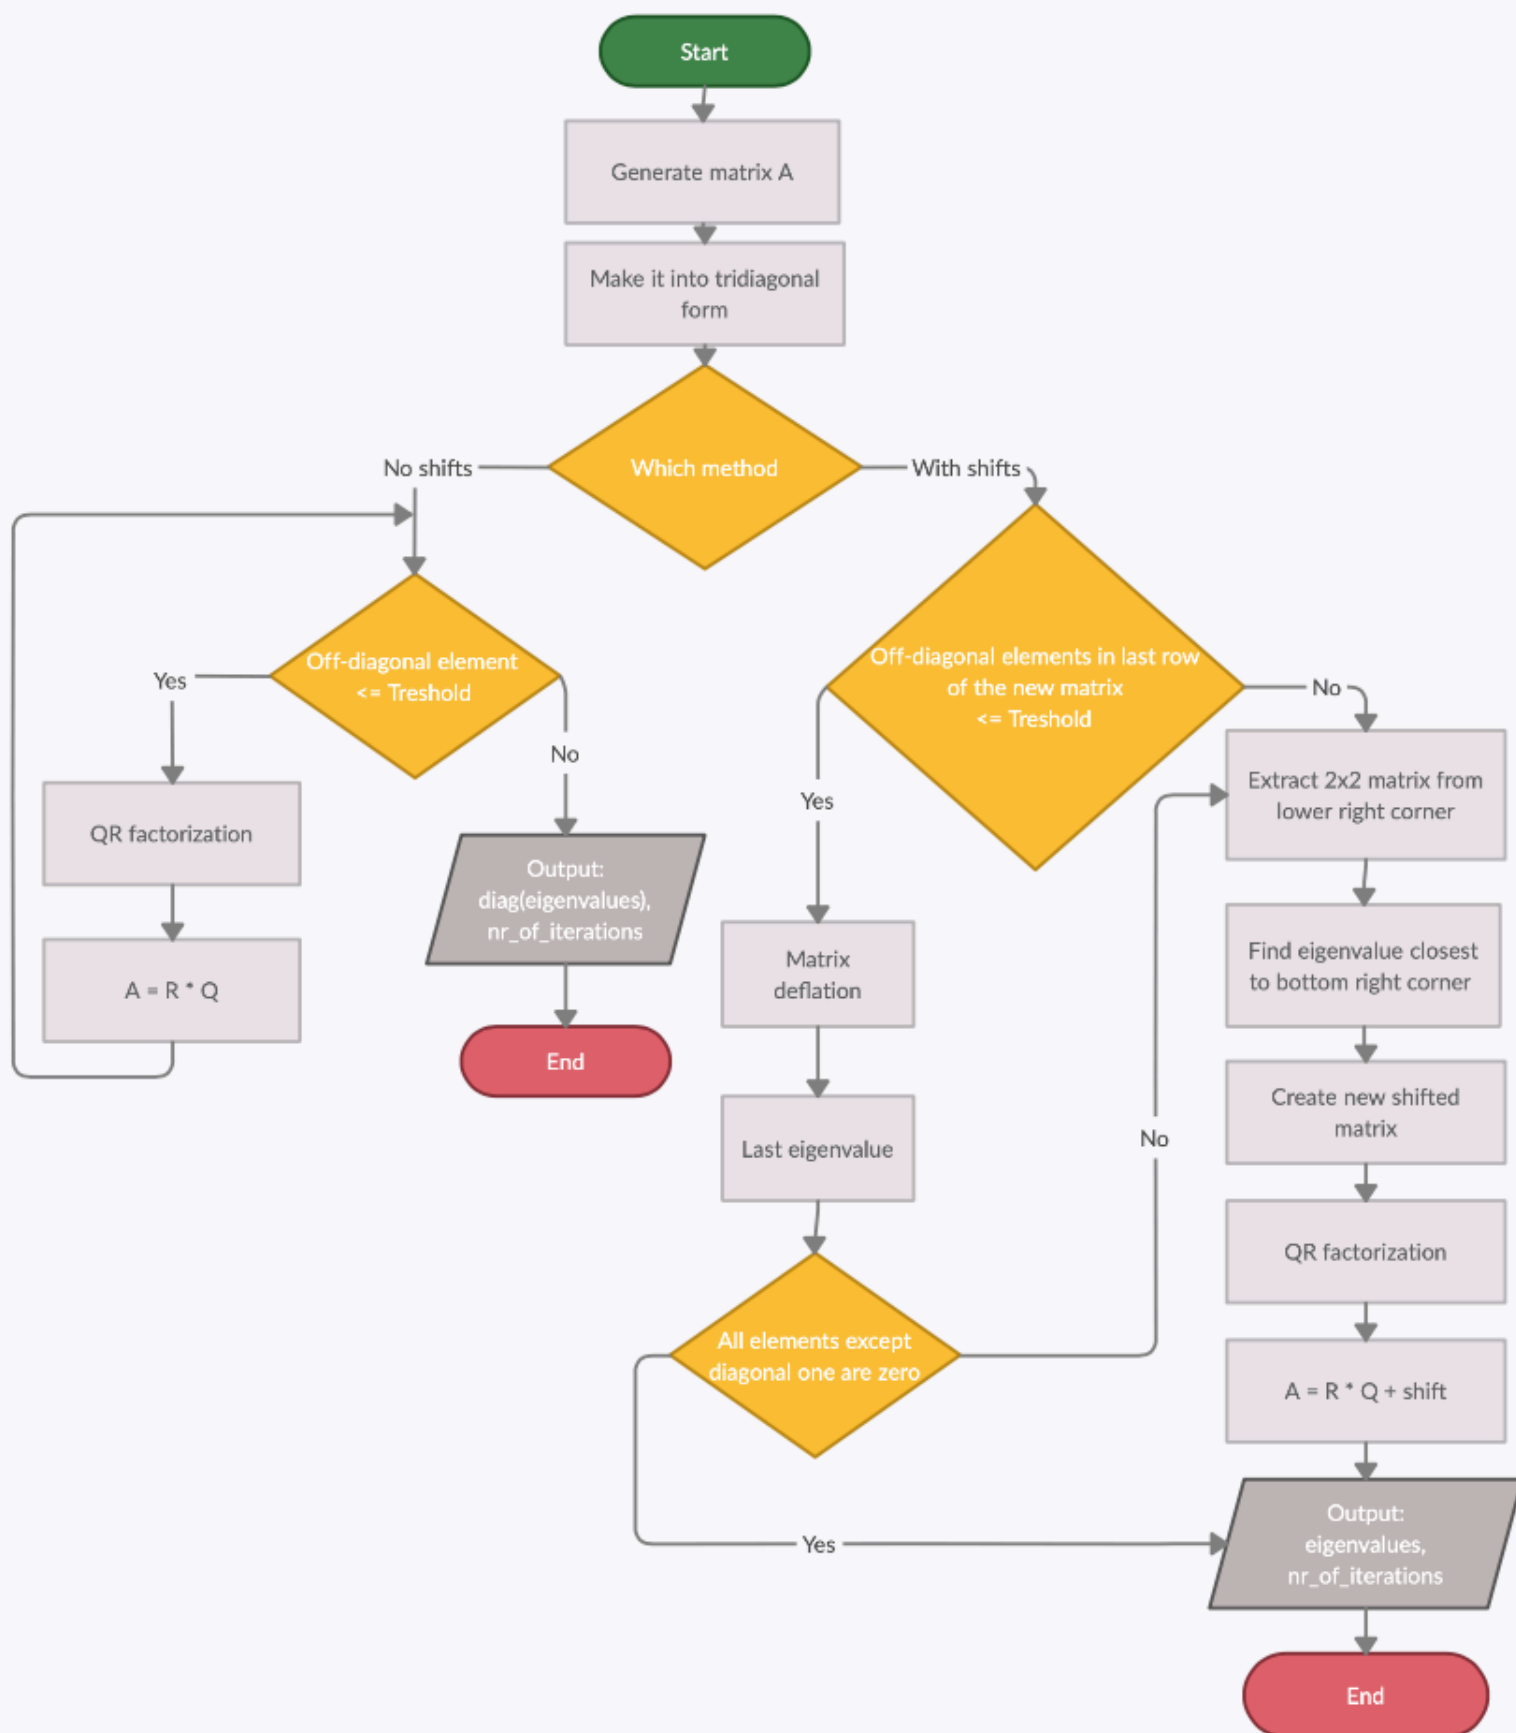 Start
Generate matrix A
Make it into tridiagonal
form
Which method
No shifts
With shifts
Off-diagonal element
<= Treshold
Yes
No
QR factorization
A = R * Q
Output:
diag(eigenvalues),
nr_of_iterations
End
Off-diagonal elements in last row
of the new matrix
<= Treshold
Yes
No
Matrix
deflation
Last eigenvalue
All elements except
diagonal one are zero
No
Yes
Extract 2x2 matrix from
lower right corner
Find eigenvalue closest
to bottom right corner
Create new shifted
matrix
QR factorization
A = R * Q + shift
Output:
eigenvalues,
nr_of_iterations
End